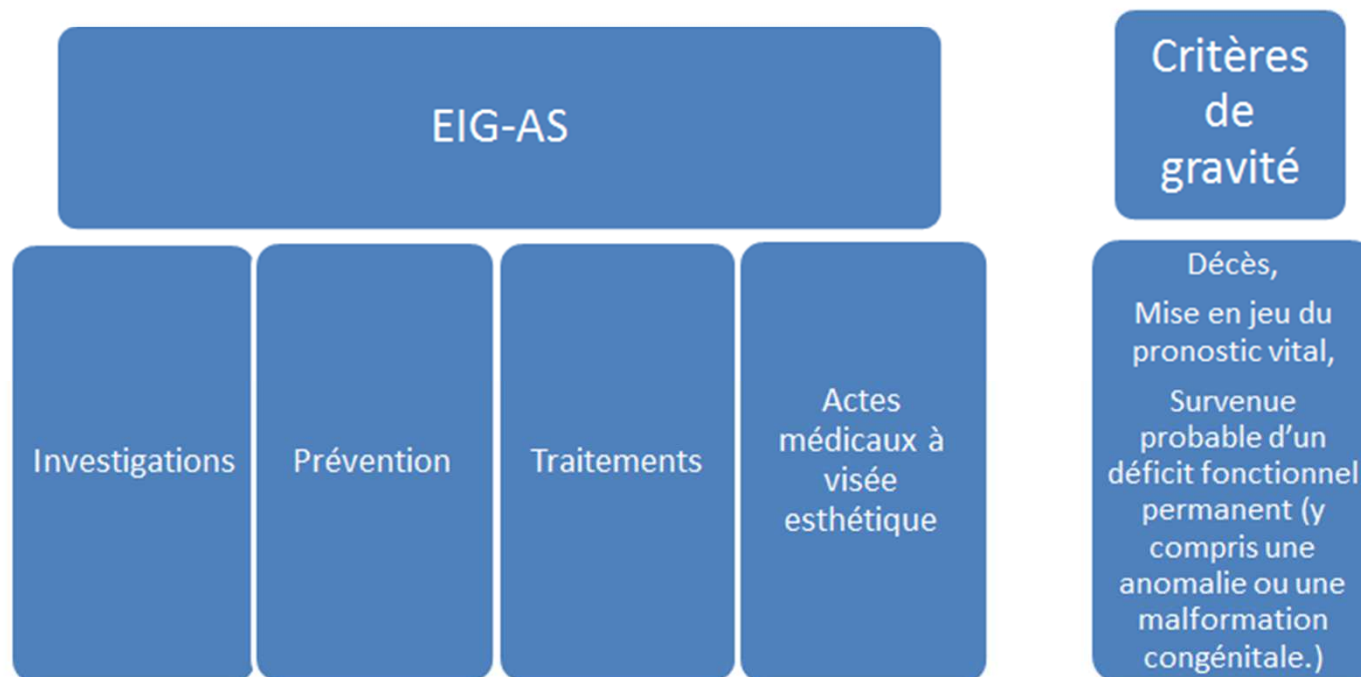 EIG-AS
Critères
de
gravité
Investigations
Prévention
Traitements
Actes
médicaux à
visée
esthétique
Décès,
Mise en jeu du
pronostic vital,
Survenue
probable d’un
déficit fonctionnel
permanent (y
compris une
anomalie ou une
malformation
congénitale.)